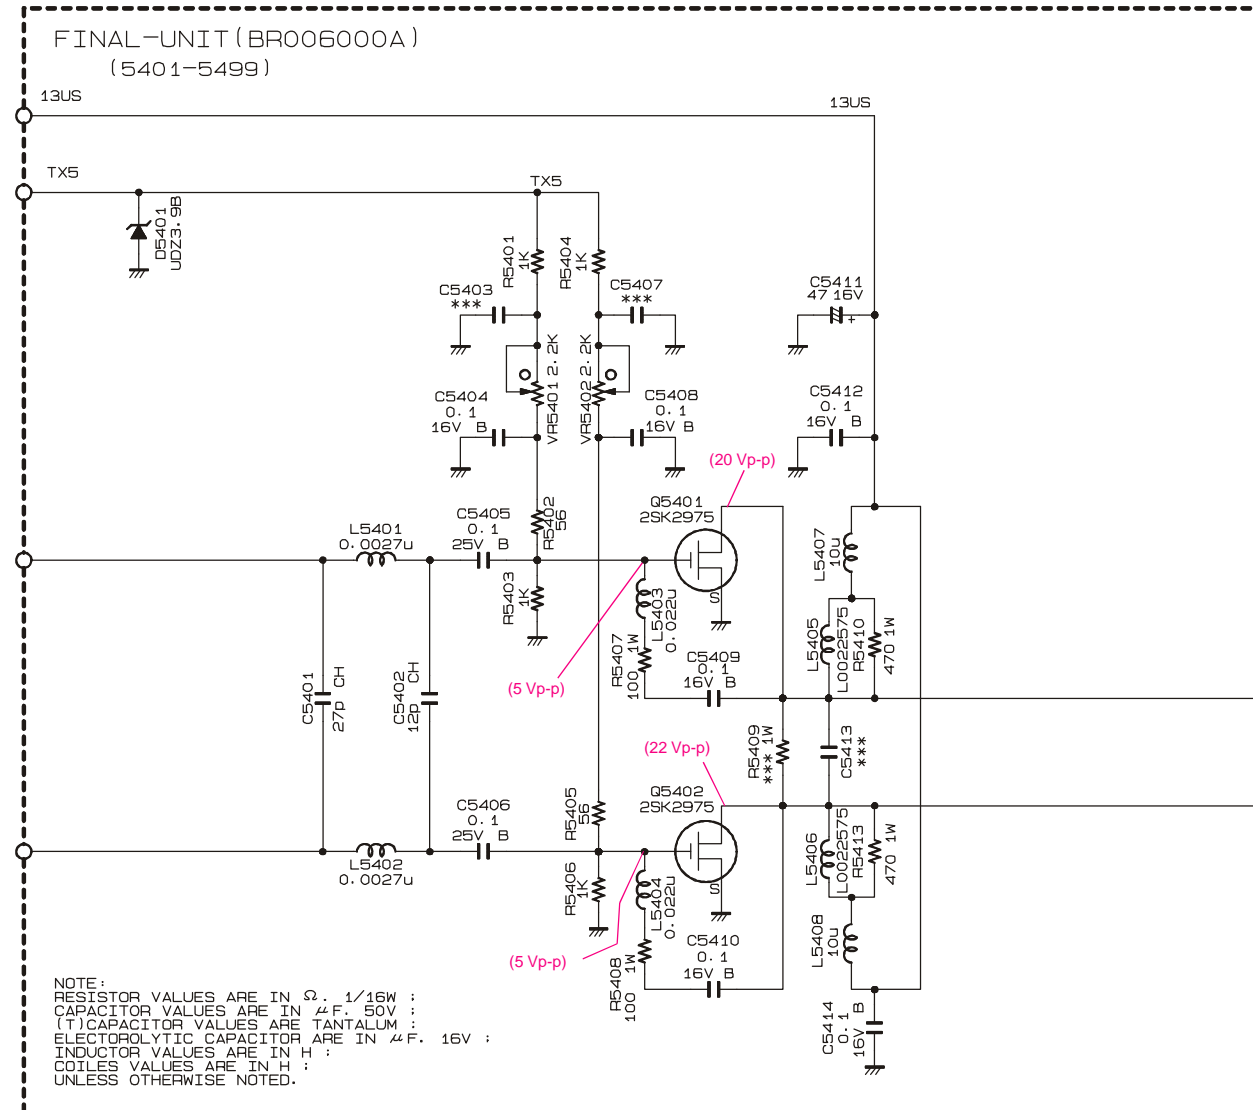 FINAL-UNIT(BR006000A)
(5401-5499)
13US
13US
TX5
TX5
D5401
UDZ3.9B
R5401
1K
R5404
1K
C5403
***
C5407
***
C5411
47 16V
+
VR5401 2.2K
VR5402 2.2K
C5404
0.1
16V B
C5408
0.1
16V B
C5412
0.1
16V B
(20 Vp-p)
Q5401
2SK2975
S
C5405
0.1
25V B
R5402
56
L5401
0.0027u
R5403
1K
L5403
0.022u
R5407
100 1M
L5407
10u
L5405
L0022575
R5410
470 1M
C5401
27p CH
C5402
12p CH
C5409
0.1
16V B
(5 Vp-p)
(22 Vp-p)
R5409
*** 1M
C5413
***
Q5402
2SK2975
S
C5406
0.1
25V B
R5405
56
L5402
0.0027u
R5406
1K
L5404
0.022u
L5406
L0022575
R5413
470 1M
(5 Vp-p)
R5408
100 1M
C5410
0.1
16V B
L5408
10u
C5414
0.1
16V B
NOTE:
RESISTOR VALUES ARE IN Ω. 1/16W ;
CAPACITOR VALUES ARE IN μF. 50V ;
(T)CAPACITOR VALUES ARE TANTALUM ;
ELECTOROLYTIC CAPACITOR ARE IN μF. 16V ;
INDUCTOR VALUES ARE IN H ;
COILES VALUES ARE IN H ;
UNLESS OTHERWISE NOTED.